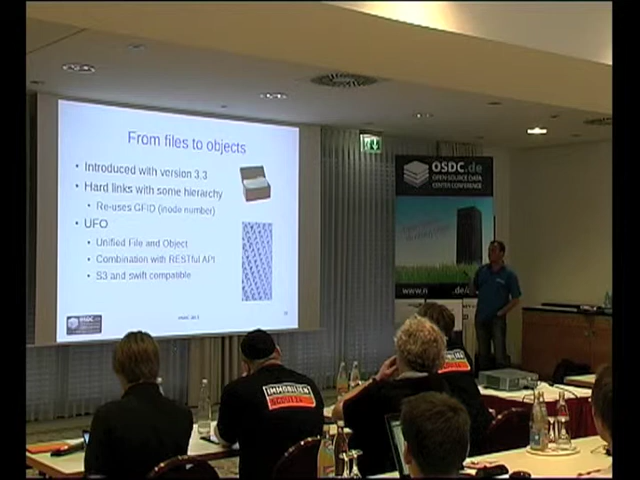 From files to objects
• Introduced with version 3.3
• Hard links with some hierarchy
• Re-uses GFID (inode number)
• UFO
• Unified File and Object
• Combination with RESTful API
• S3 and swift compatible
OSDC.de
OPEN SOURCE DATA
CENTER CONFERENCE
www.n
.de/
IMMOBILIEN
SCOUT24